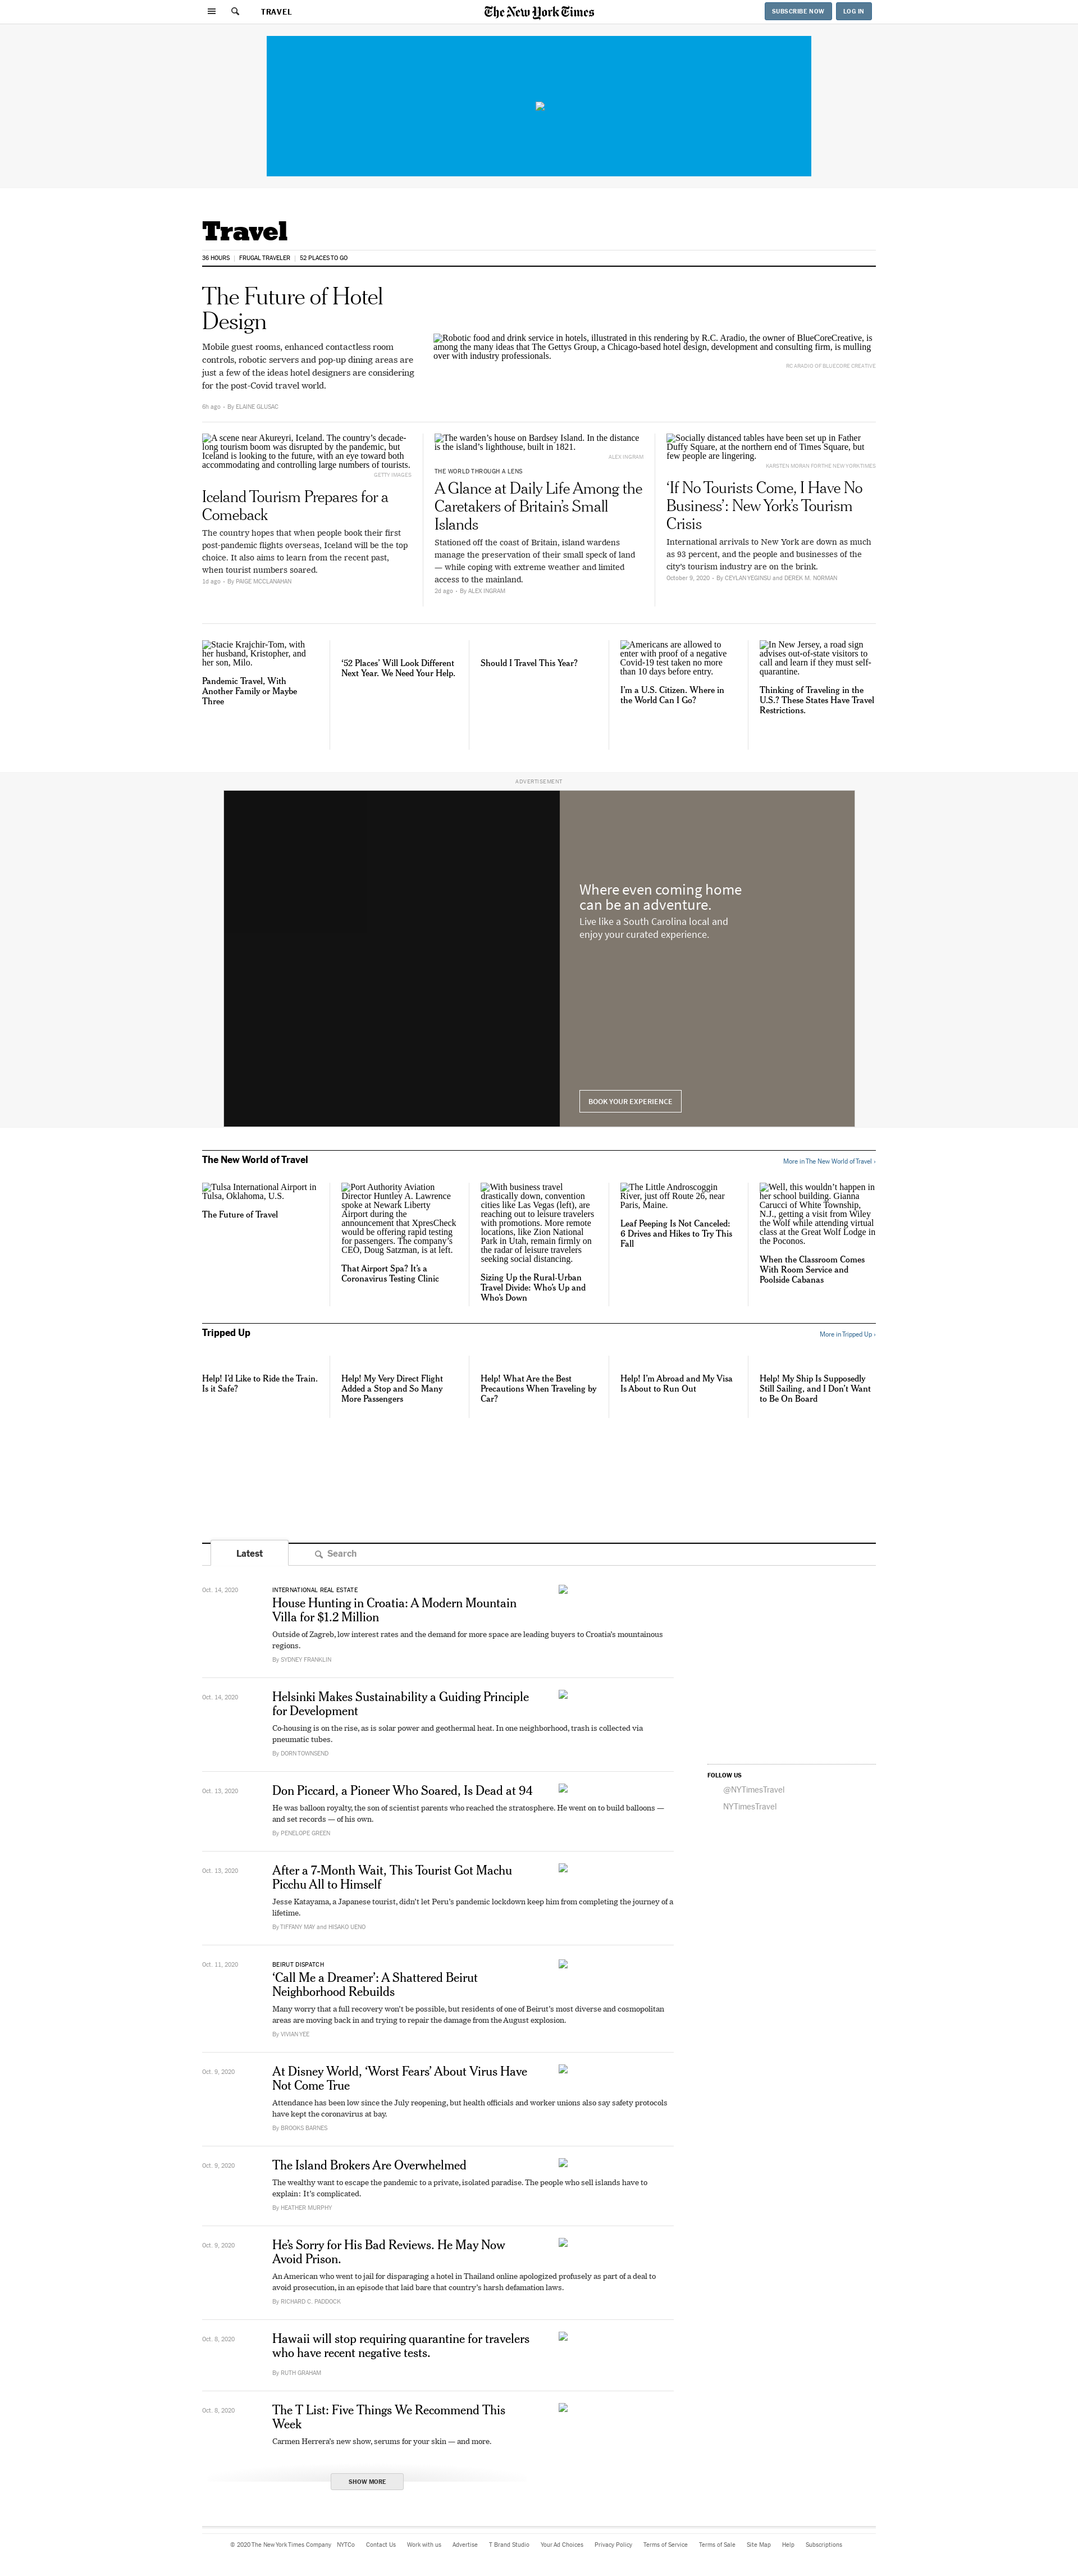 TRAVEL
The New York Times
SUBSCRIBE NOW
LOG IN
Travel
36 HOURS
FRUGAL TRAVELER
52 PLACES TO GO
The Future of Hotel
Design
Mobile guest rooms, enhanced contactless room
controls, robotic servers and pop-up dining areas are
just a few of the ideas hotel designers are considering
for the post-Covid travel world.
6h ago · By ELAINE GLUSAC
Robotic food and drink service in hotels, illustrated in this rendering by R.C. Aradio, the owner of BlueCoreCreative, is
among the many ideas that The Gettys Group, a Chicago-based hotel design, development and consulting firm, is mulling
over with industry professionals.
RC ARADIO OF BLUECORE CREATIVE
A scene near Akureyri, Iceland. The country's decade-
long tourism boom was disrupted by the pandemic, but
Iceland is looking to the future, with an eye toward both
accommodating and controlling large numbers of tourists.
GETTY IMAGES
Iceland Tourism Prepares for a
Comeback
The country hopes that when people book their first
post-pandemic flights overseas, Iceland will be the top
choice. It also aims to learn from the recent past,
when tourist numbers soared.
1d ago · By PAIGE MCCLANAHAN
The warden's house on Bardsey Island. In the distance
is the island's lighthouse, built in 1821.
ALEX INGRAM
THE WORLD THROUGH A LENS
A Glance at Daily Life Among the
Caretakers of Britain's Small
Islands
Stationed off the coast of Britain, island wardens
manage the preservation of their small speck of land
— while coping with extreme weather and limited
access to the mainland.
2d ago · By ALEX INGRAM
Socially distanced tables have been set up in Father
Duffy Square, at the northern end of Times Square, but
few people are lingering.
KARSTEN MORAN FOR THE NEW YORK TIMES
'If No Tourists Come, I Have No
Business': New York's Tourism
Crisis
International arrivals to New York are down as much
as 93 percent, and the people and businesses of the
city's tourism industry are on the brink.
October 9, 2020 · By CEYLAN YEGINSU and DEREK M. NORMAN
Stacie Krajchir-Tom, with
her husband, Kristopher, and
her son, Milo.
Pandemic Travel, With
Another Family or Maybe
Three
'52 Places' Will Look Different
Next Year. We Need Your Help.
Should I Travel This Year?
Americans are allowed to
enter with proof of a negative
Covid-19 test taken no more
than 10 days before entry.
I'm a U.S. Citizen. Where in
the World Can I Go?
In New Jersey, a road sign
advises out-of-state visitors to
call and learn if they must self-
quarantine.
Thinking of Traveling in the
U.S.? These States Have Travel
Restrictions.
ADVERTISEMENT
Where even coming home
can be an adventure.
Live like a South Carolina local and
enjoy your curated experience.
BOOK YOUR EXPERIENCE
The New World of Travel
More in The New World of Travel ›
Tulsa International Airport in
Tulsa, Oklahoma, U.S.
The Future of Travel
Port Authority Aviation
Director Huntley A. Lawrence
spoke at Newark Liberty
Airport during the
announcement that XpresCheck
would be offering rapid testing
for passengers. The company's
CEO, Doug Satzman, is at left.
That Airport Spa? It's a
Coronavirus Testing Clinic
With business travel
drastically down, convention
cities like Las Vegas (left), are
reaching out to leisure travelers
with promotions. More remote
locations, like Zion National
Park in Utah, remain firmly on
the radar of leisure travelers
seeking social distancing.
Sizing Up the Rural-Urban
Travel Divide: Who's Up and
Who's Down
The Little Androscoggin
River, just off Route 26, near
Paris, Maine.
Leaf Peeping Is Not Canceled:
6 Drives and Hikes to Try This
Fall
Well, this wouldn't happen in
her school building. Gianna
Carucci of White Township,
N.J., getting a visit from Wiley
the Wolf while attending virtual
class at the Great Wolf Lodge in
the Poconos.
When the Classroom Comes
With Room Service and
Poolside Cabanas
Tripped Up
More in Tripped Up ›
Help! I'd Like to Ride the Train.
Is it Safe?
Help! My Very Direct Flight
Added a Stop and So Many
More Passengers
Help! What Are the Best
Precautions When Traveling by
Car?
Help! I'm Abroad and My Visa
Is About to Run Out
Help! My Ship Is Supposedly
Still Sailing, and I Don't Want
to Be On Board
Latest
Search
Oct. 14, 2020
INTERNATIONAL REAL ESTATE
House Hunting in Croatia: A Modern Mountain
Villa for $1.2 Million
Outside of Zagreb, low interest rates and the demand for more space are leading buyers to Croatia's mountainous
regions.
By SYDNEY FRANKLIN
Oct. 14, 2020
Helsinki Makes Sustainability a Guiding Principle
for Development
Co-housing is on the rise, as is solar power and geothermal heat. In one neighborhood, trash is collected via
pneumatic tubes.
By DORN TOWNSEND
Oct. 13, 2020
Don Piccard, a Pioneer Who Soared, Is Dead at 94
He was balloon royalty, the son of scientist parents who reached the stratosphere. He went on to build balloons —
and set records — of his own.
By PENELOPE GREEN
FOLLOW US
@NYTimesTravel
NYTimesTravel
Oct. 13, 2020
After a 7-Month Wait, This Tourist Got Machu
Picchu All to Himself
Jesse Katayama, a Japanese tourist, didn't let Peru's pandemic lockdown keep him from completing the journey of a
lifetime.
By TIFFANY MAY and HISAKO UENO
Oct. 11, 2020
BEIRUT DISPATCH
'Call Me a Dreamer': A Shattered Beirut
Neighborhood Rebuilds
Many worry that a full recovery won't be possible, but residents of one of Beirut's most diverse and cosmopolitan
areas are moving back in and trying to repair the damage from the August explosion.
By VIVIAN YEE
Oct. 9, 2020
At Disney World, 'Worst Fears' About Virus Have
Not Come True
Attendance has been low since the July reopening, but health officials and worker unions also say safety protocols
have kept the coronavirus at bay.
By BROOKS BARNES
Oct. 9, 2020
The Island Brokers Are Overwhelmed
The wealthy want to escape the pandemic to a private, isolated paradise. The people who sell islands have to
explain: It's complicated.
By HEATHER MURPHY
Oct. 9, 2020
He's Sorry for His Bad Reviews. He May Now
Avoid Prison.
An American who went to jail for disparaging a hotel in Thailand online apologized profusely as part of a deal to
avoid prosecution, in an episode that laid bare that country's harsh defamation laws.
By RICHARD C. PADDOCK
Oct. 8, 2020
Hawaii will stop requiring quarantine for travelers
who have recent negative tests.
By RUTH GRAHAM
Oct. 8, 2020
The T List: Five Things We Recommend This
Week
Carmen Herrera's new show, serums for your skin — and more.
SHOW MORE
© 2020 The New York Times Company NYTCo Contact Us Work with us Advertise T Brand Studio Your Ad Choices Privacy Policy Terms of Service Terms of Sale Site Map Help Subscriptions